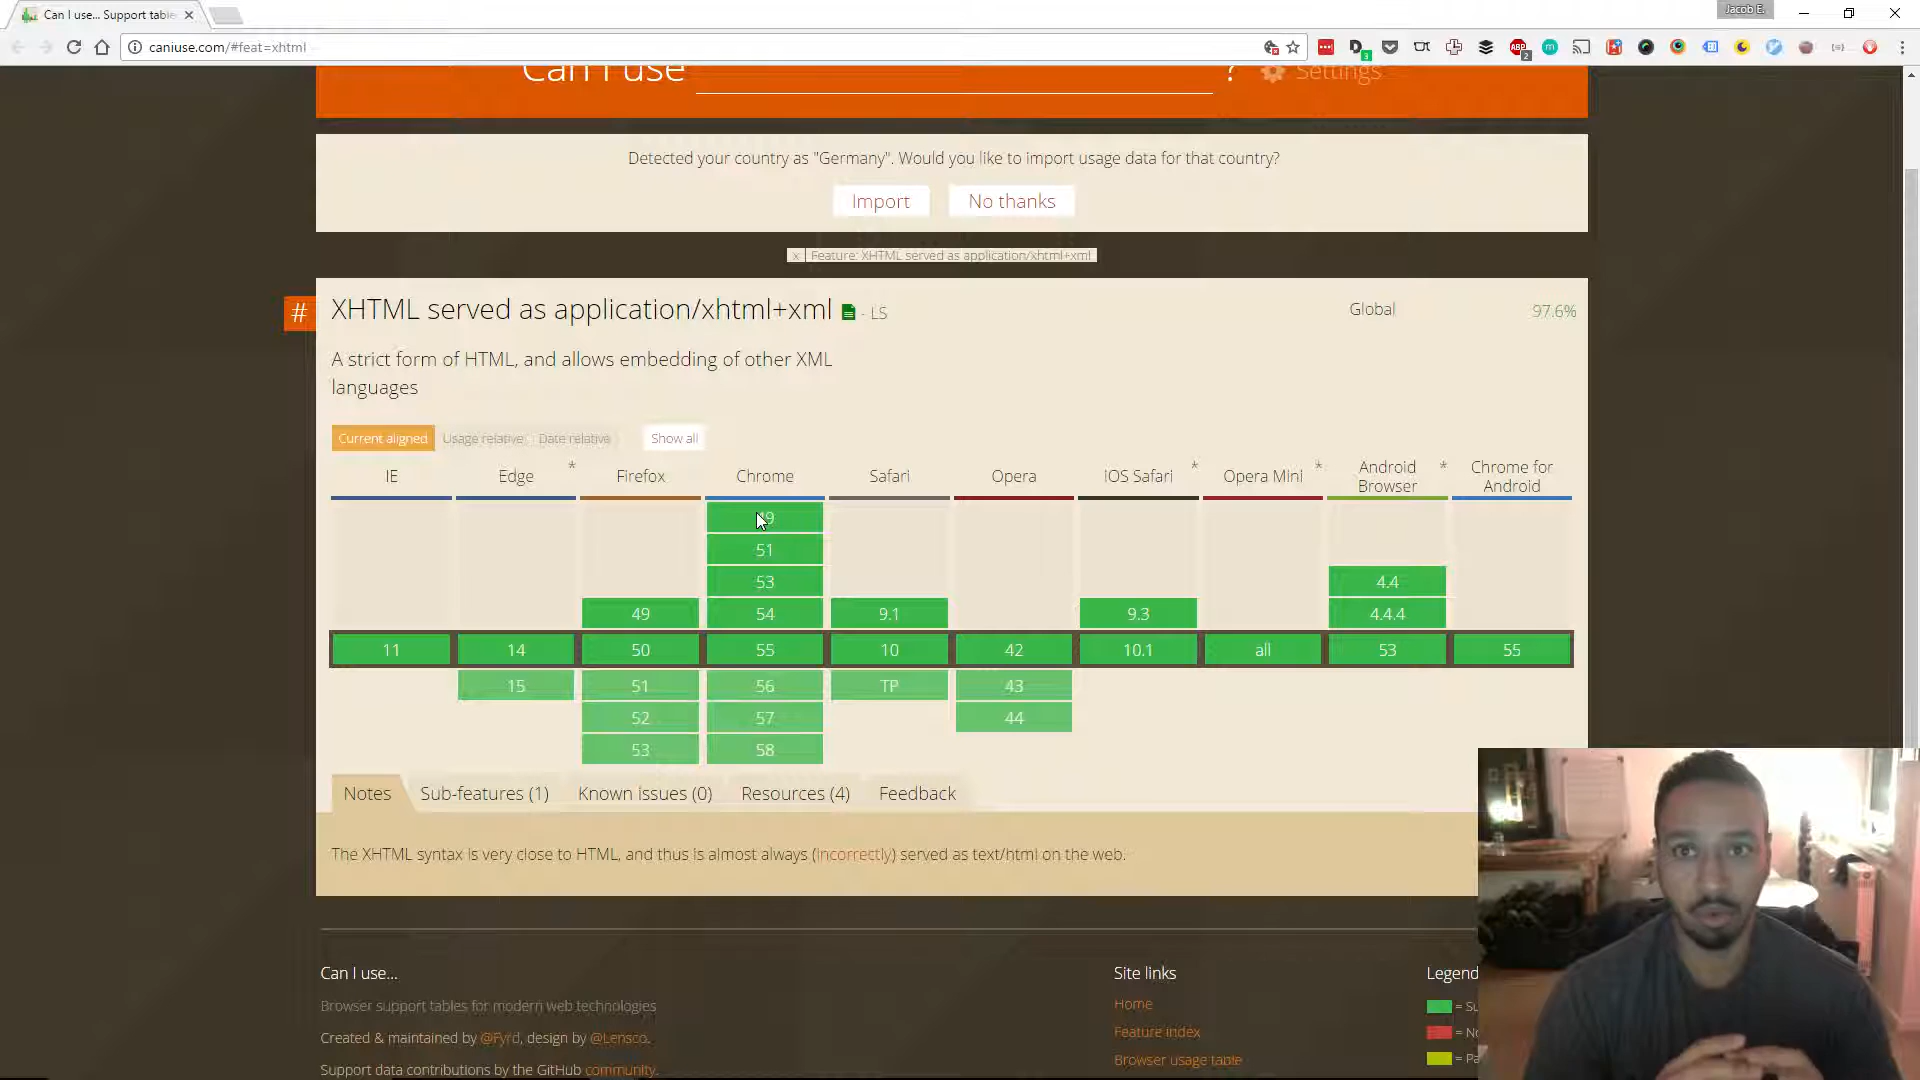 Can I use... Support table
Jacob E.
caniuse.com/#feat=xhtml
Can I use ? Settings
Detected your country as "Germany". Would you like to import usage data for that country?
Import No thanks
x Feature: XHTML served as application/xhtml+xml
# XHTML served as application/xhtml+xml - LS Global 97.6%
A strict form of HTML, and allows embedding of other XML
languages
Current aligned Usage relative Date relative Show all
IE Edge * Firefox Chrome Safari Opera iOS Safari * Opera Mini * Android Browser * Chrome for Android
49
51
53 4.4
49 54 9.1 9.3 4.4.4
11 14 50 55 10 42 10.1 all 53 55
15 51 56 TP 43
52 57 44
53 58
Notes Sub-features (1) Known issues (0) Resources (4) Feedback
The XHTML syntax is very close to HTML, and thus is almost always (incorrectly) served as text/html on the web.
Can I use... Site links Legend
Browser support tables for modern web technologies Home = Su
Created & maintained by @Fyrd, design by @Lensco. Feature index = No
Support data contributions by the GitHub community. Browser usage table = Pa